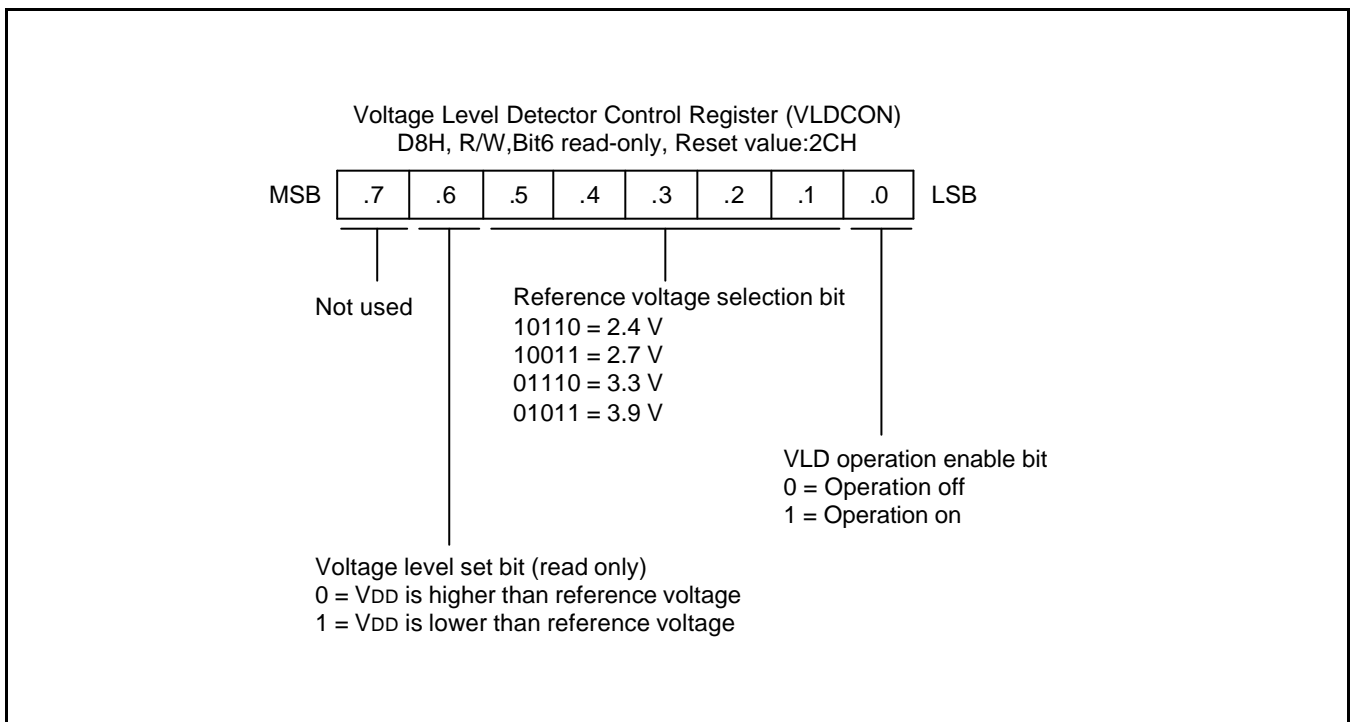 Voltage Level Detector Control Register (VLDCON)
D8H, R/W,Bit6 read-only, Reset value:2CH
MSB .7 .6 .5 .4 .3 .2 .1 .0 LSB
Not used
Reference voltage selection bit
10110 = 2.4 V
10011 = 2.7 V
01110 = 3.3 V
01011 = 3.9 V
VLD operation enable bit
0 = Operation off
1 = Operation on
Voltage level set bit (read only)
0 = VDD is higher than reference voltage
1 = VDD is lower than reference voltage